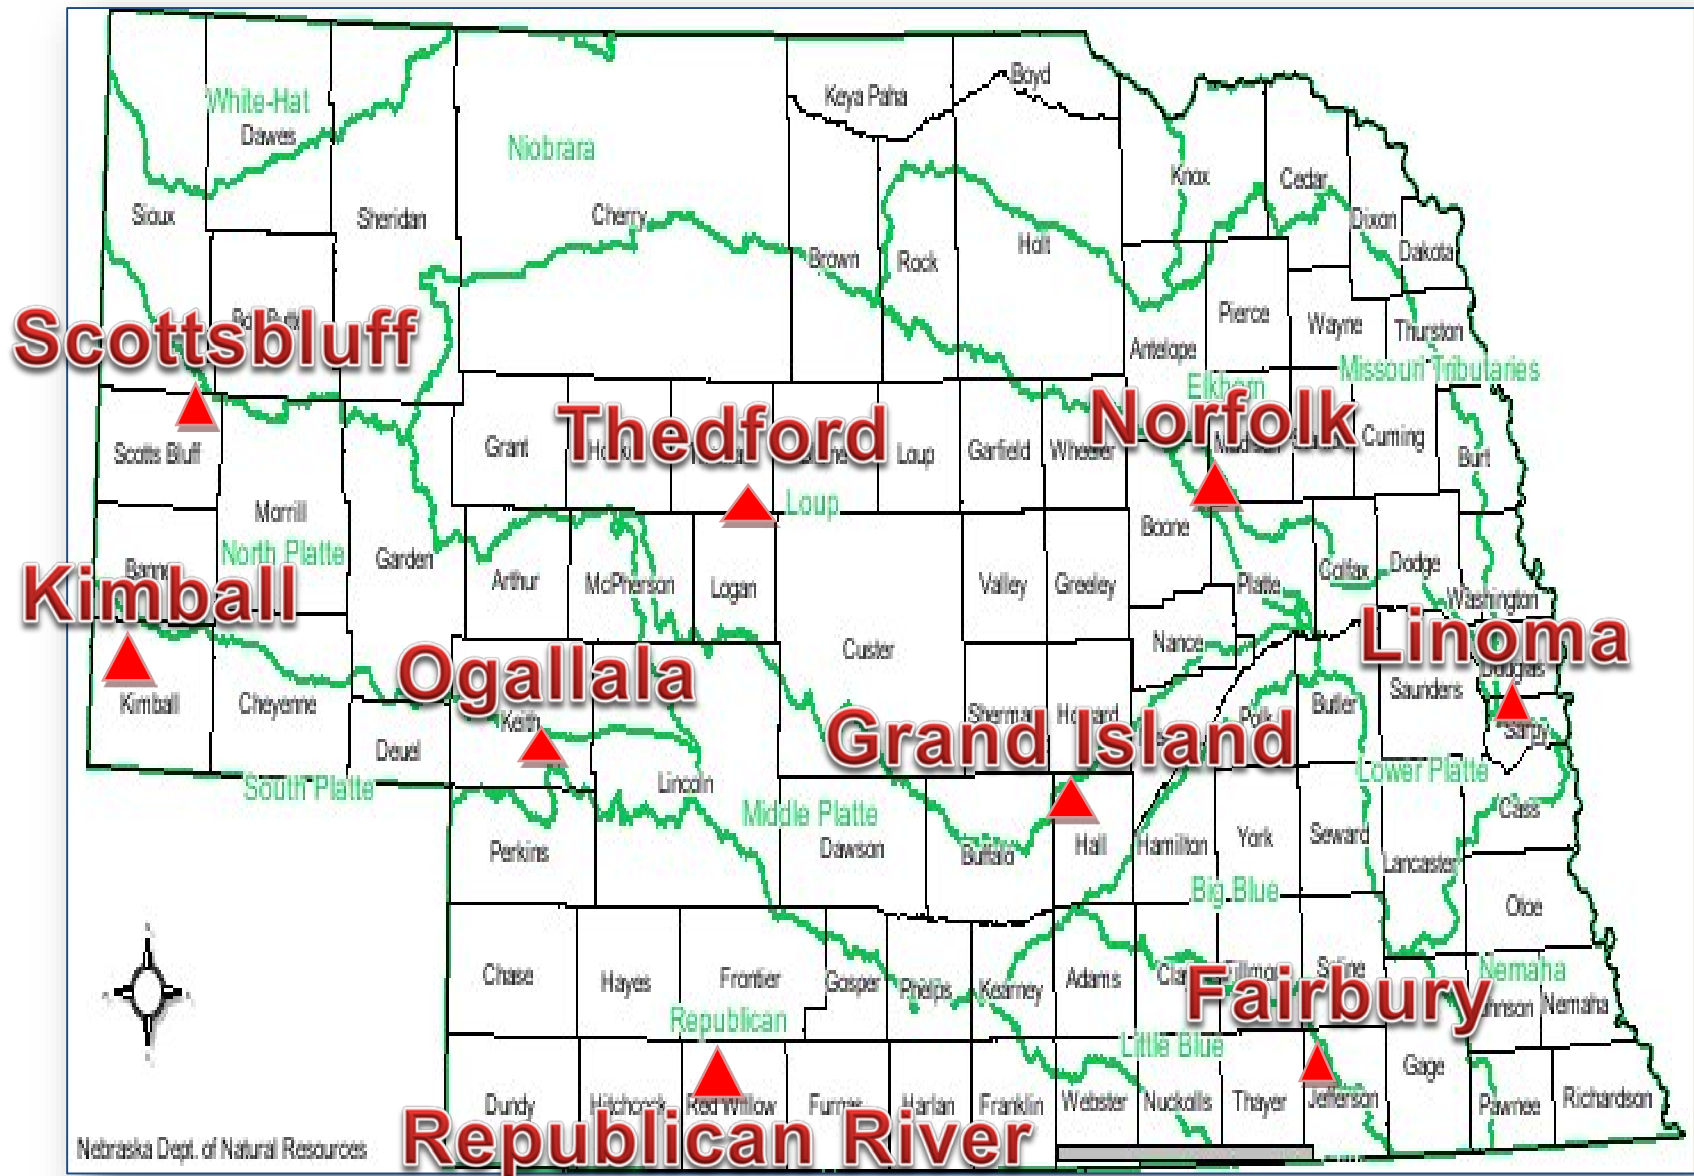 Boyd
Keya Paha
White-Hat
Dawes
Niobrara
Knox
Cedar
Sioux
Sheridan
Cherry
Dixon
Holt
Dakota
Brown
Rock
Pierce
Wayne
Thurston
Scottsbluff
Antelope
Missouri Tributaries
Elkhorn
Thedford
Norfolk
Cuming
Scotts Bluff
Grant
Loup
Garfield
Wheeler
Burt
Morrill
Loup
Boone
North Platte
Garden
Arthur
McPherson
Logan
Valley
Greeley
Platte
Colfax
Dodge
Kimball
Washington
Linoma
Nance
Custer
Ogallala
Douglas
Saunders
Kimball
Cheyenne
Keith
Butler
Polk
Grand Island
Sarpy
Deuel
Lincoln
Lower Platte
South Platte
Middle Platte
Cass
Perkins
Dawson
Buffalo
Hall
Hamilton
York
Seward
Lancaster
Big Blue
Otoe
Chase
Hayes
Frontier
Gosper
Phelps
Kearney
Adams
Saline
Nemaha
Fairbury
Nemaha
Republican
Little Blue
Gage
Dundy
Hitchcock
Red Willow
Furnas
Harlan
Franklin
Webster
Nuckolls
Thayer
Jefferson
Pawnee
Richardson
Republican River
Nebraska Dept. of Natural Resources